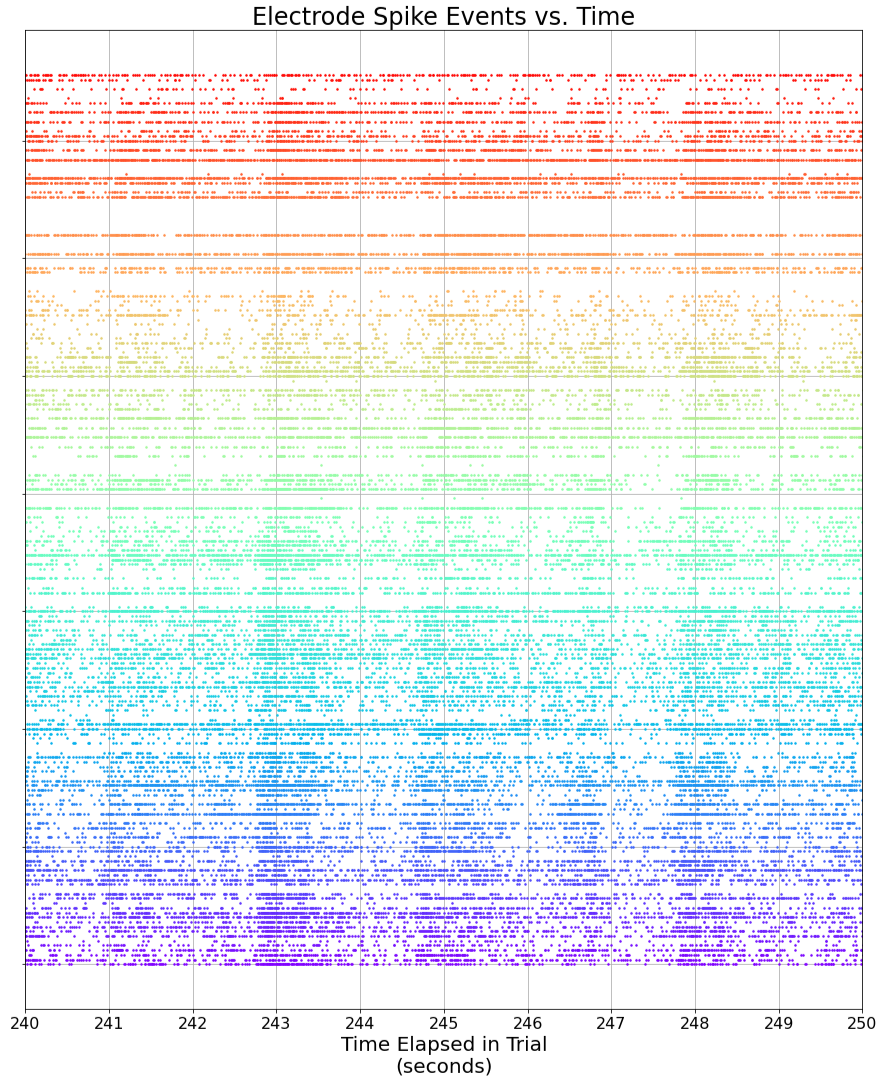 Electrode Spike Events vs. Time
240 241 242 243 244 245 246 247 248 249 250
Time Elapsed in Trial
(seconds)